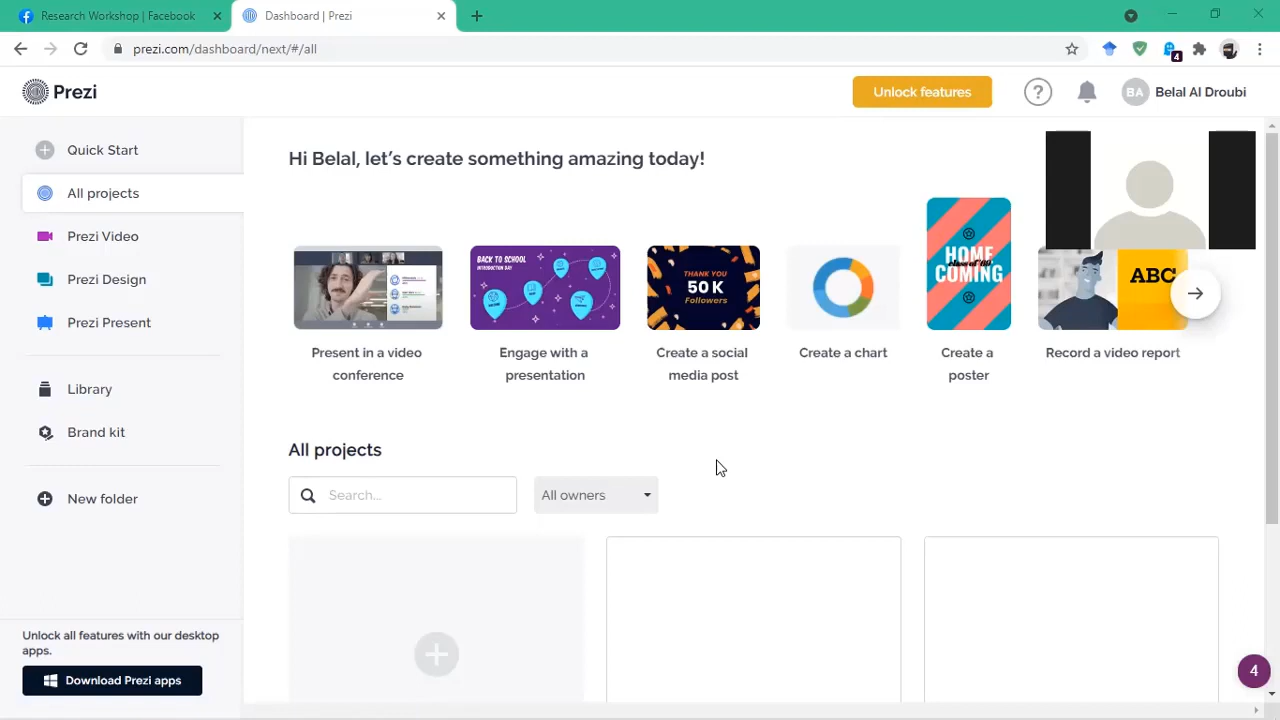 Research Workshop | Facebook
Dashboard | Prezi
prezi.com/dashboard/next/#/all
4
Prezi
Unlock features
?
BA
Belal Al Droubi
Quick Start
All projects
Prezi Video
Prezi Design
Prezi Present
Library
Brand kit
New folder
Unlock all features with our desktop
apps.
Download Prezi apps
Hi Belal, let's create something amazing today!
BACK TO SCHOOL
INTRODUCTION DAY
THANK YOU
50 K
Followers
HOME
class of '00
COMING
ABC
Present in a video
conference
Engage with a
presentation
Create a social
media post
Create a chart
Create a
poster
Record a video report
All projects
Search...
All owners
4